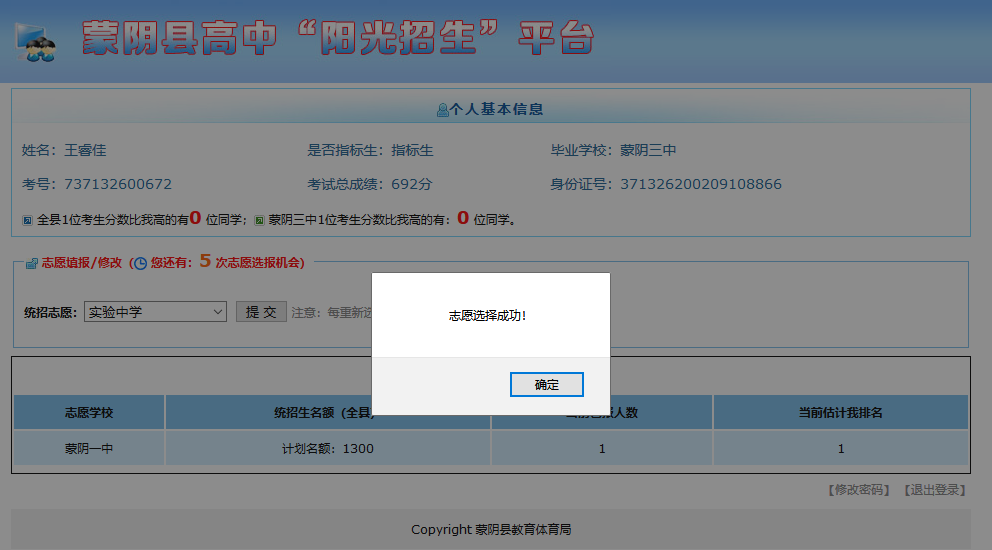 蒙阴县高中“阳光招生”平台
个人基本信息
姓名：王睿佳 是否指标生：指标生 毕业学校：蒙阴三中
考号：737132600672 考试总成绩：692分 身份证号：371326200209108866
全县1位考生分数比我高的有0 位同学； 蒙阴三中1位考生分数比我高的有：0 位同学。
志愿填报/修改（您还有：5 次志愿选报机会）
统招志愿：实验中学 提 交 注意：每重新
志愿选择成功！
确定
志愿学校 统招生名额（全县 人数 当前估计我排名
蒙阴一中 计划名额：1300 1 1
【修改密码】 【退出登录】
Copyright 蒙阴县教育体育局